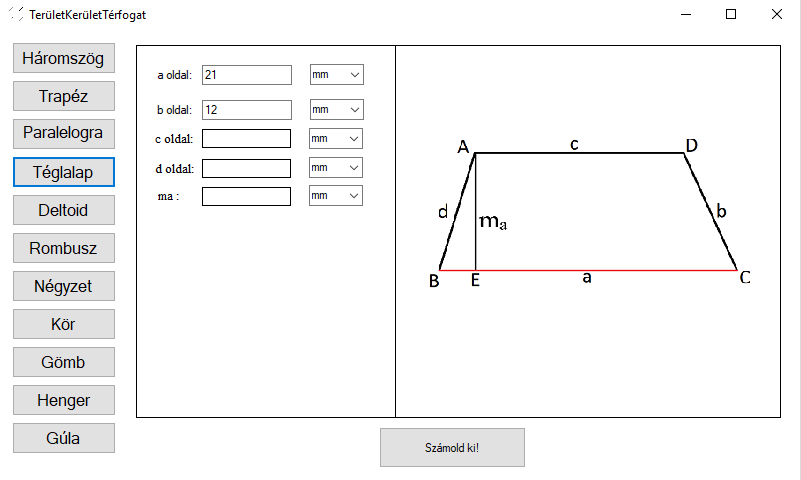 TerületKerületTérfogat
Háromszög
Trapéz
Paralelogra
Téglalap
Deltoid
Rombusz
Négyzet
Kör
Gömb
Henger
Gúla
a oldal: 21 mm
b oldal: 12 mm
c oldal: mm
d oldal: mm
ma : mm
A c D
d ma b
B E a C
Számold ki!